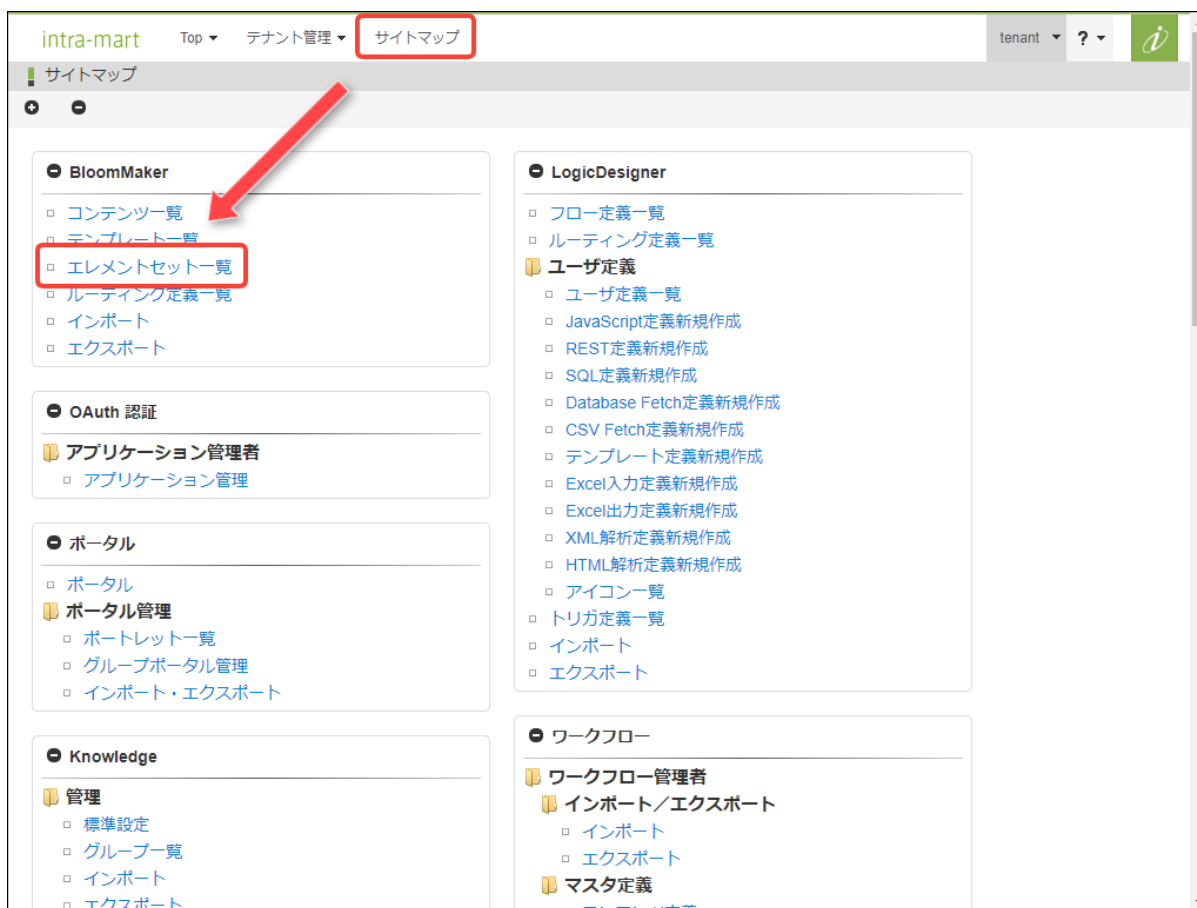 intra-mart Top テナント管理 サイトマップ tenant ?
サイトマップ
BloomMaker
コンテンツ一覧
テンプレート一覧
エレメントセット一覧
ルーティング定義一覧
インポート
エクスポート
OAuth 認証
アプリケーション管理者
アプリケーション管理
ポータル
ポータル
ポータル管理
ポートレット一覧
グループポータル管理
インポート・エクスポート
Knowledge
管理
標準設定
グループ一覧
インポート
エクスポート
LogicDesigner
フロー定義一覧
ルーティング定義一覧
ユーザ定義
ユーザ定義一覧
JavaScript定義新規作成
REST定義新規作成
SQL定義新規作成
Database Fetch定義新規作成
CSV Fetch定義新規作成
テンプレート定義新規作成
Excel入力定義新規作成
Excel出力定義新規作成
XML解析定義新規作成
HTML解析定義新規作成
アイコン一覧
トリガ定義一覧
インポート
エクスポート
ワークフロー
ワークフロー管理者
インポート／エクスポート
インポート
エクスポート
マスタ定義